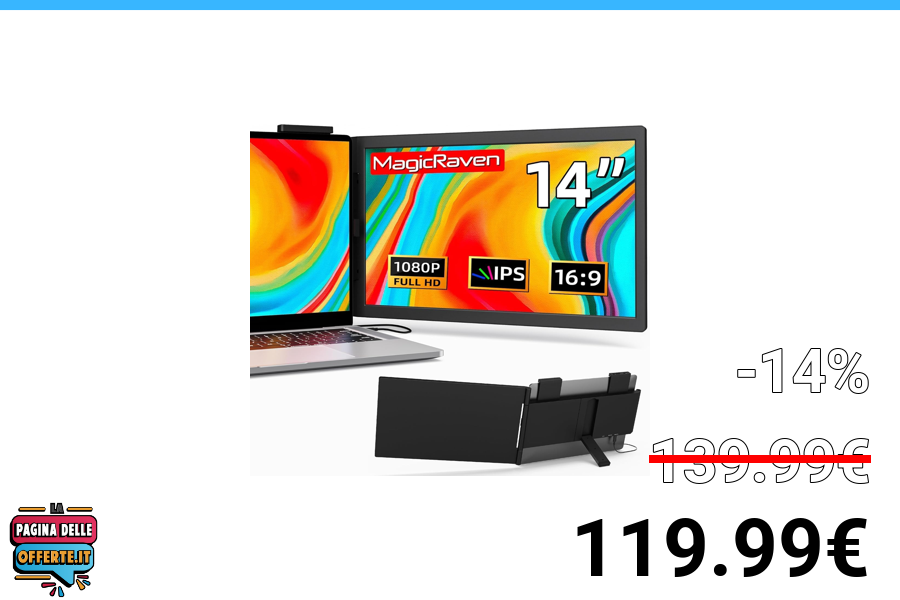 MagicRaven
14”
1080P
FULL HD
IPS
16:9
-14%
139.99€
119.99€
LA
PAGINA DELLE
OFFERTE.IT